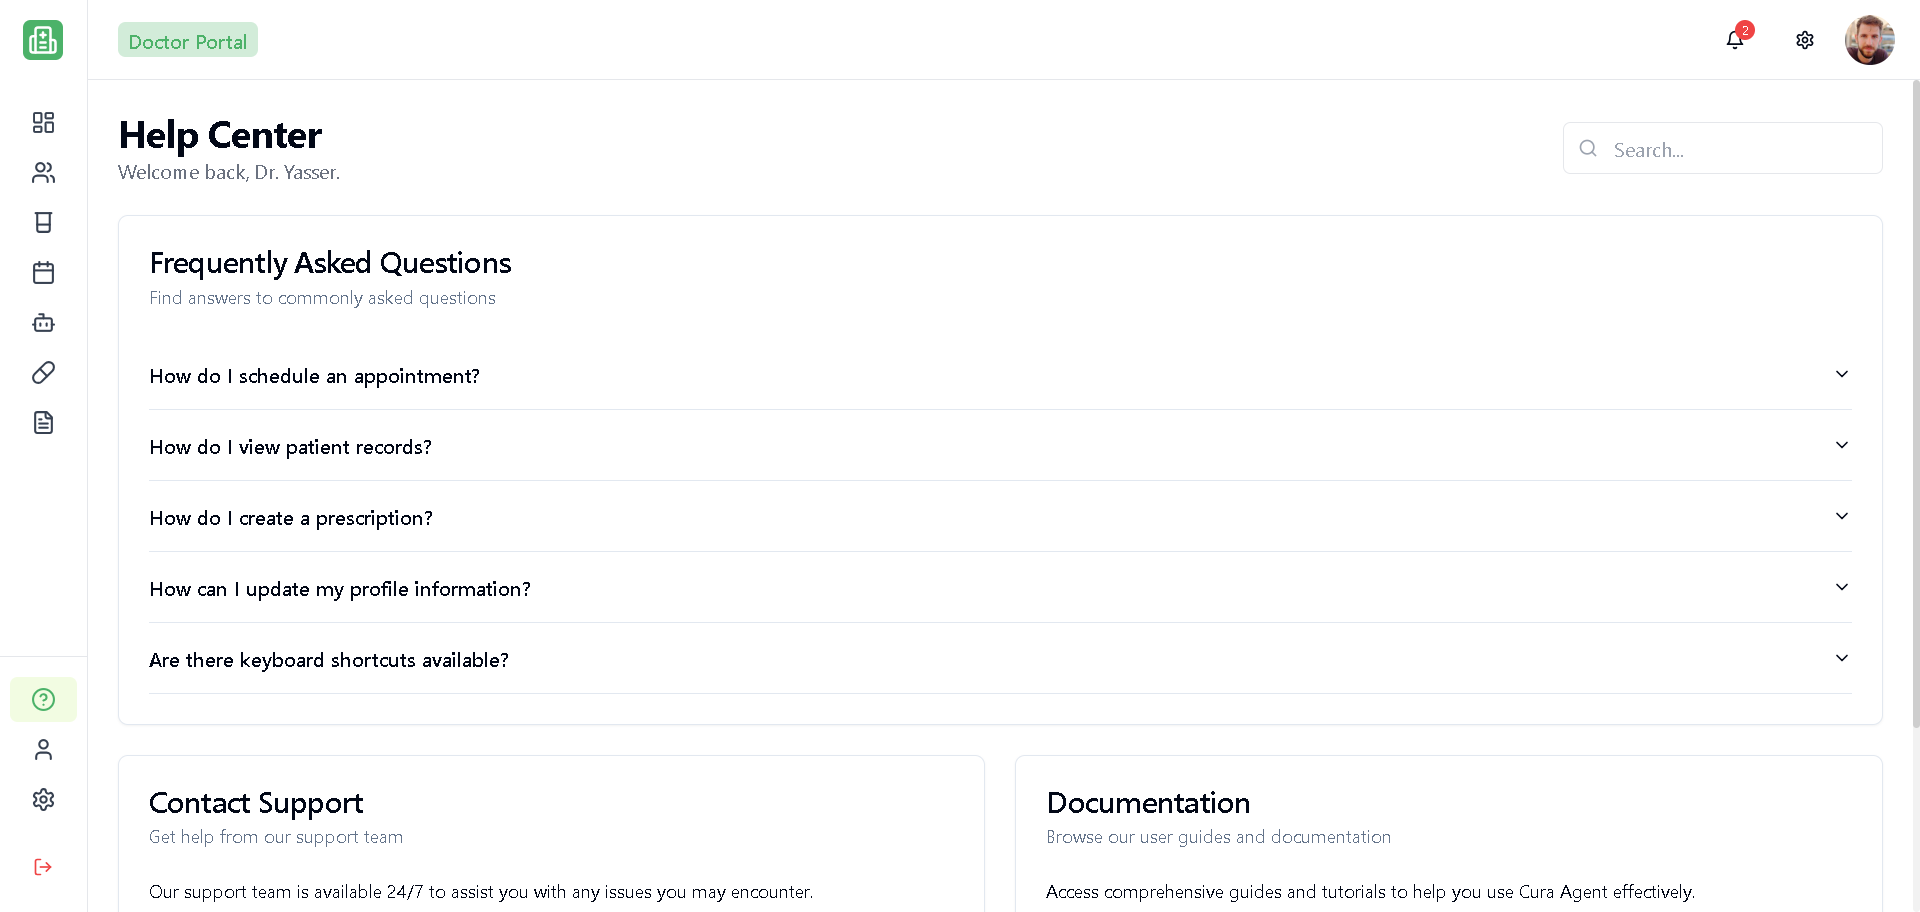 Doctor Portal
2
Help Center
Welcome back, Dr. Yasser.
Search...
Frequently Asked Questions
Find answers to commonly asked questions
How do I schedule an appointment?
How do I view patient records?
How do I create a prescription?
How can I update my profile information?
Are there keyboard shortcuts available?
Contact Support
Get help from our support team
Our support team is available 24/7 to assist you with any issues you may encounter.
Documentation
Browse our user guides and documentation
Access comprehensive guides and tutorials to help you use Cura Agent effectively.